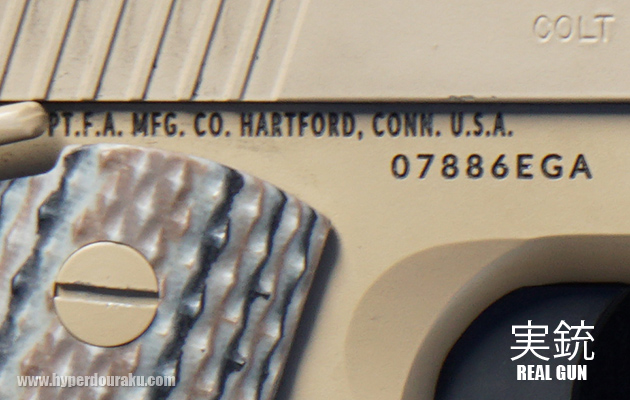 COLT
PT.F.A. MFG. CO. HARTFORD, CONN. U.S.A.
07886EGA
実銃
REAL GUN
www.hyperdouraku.com